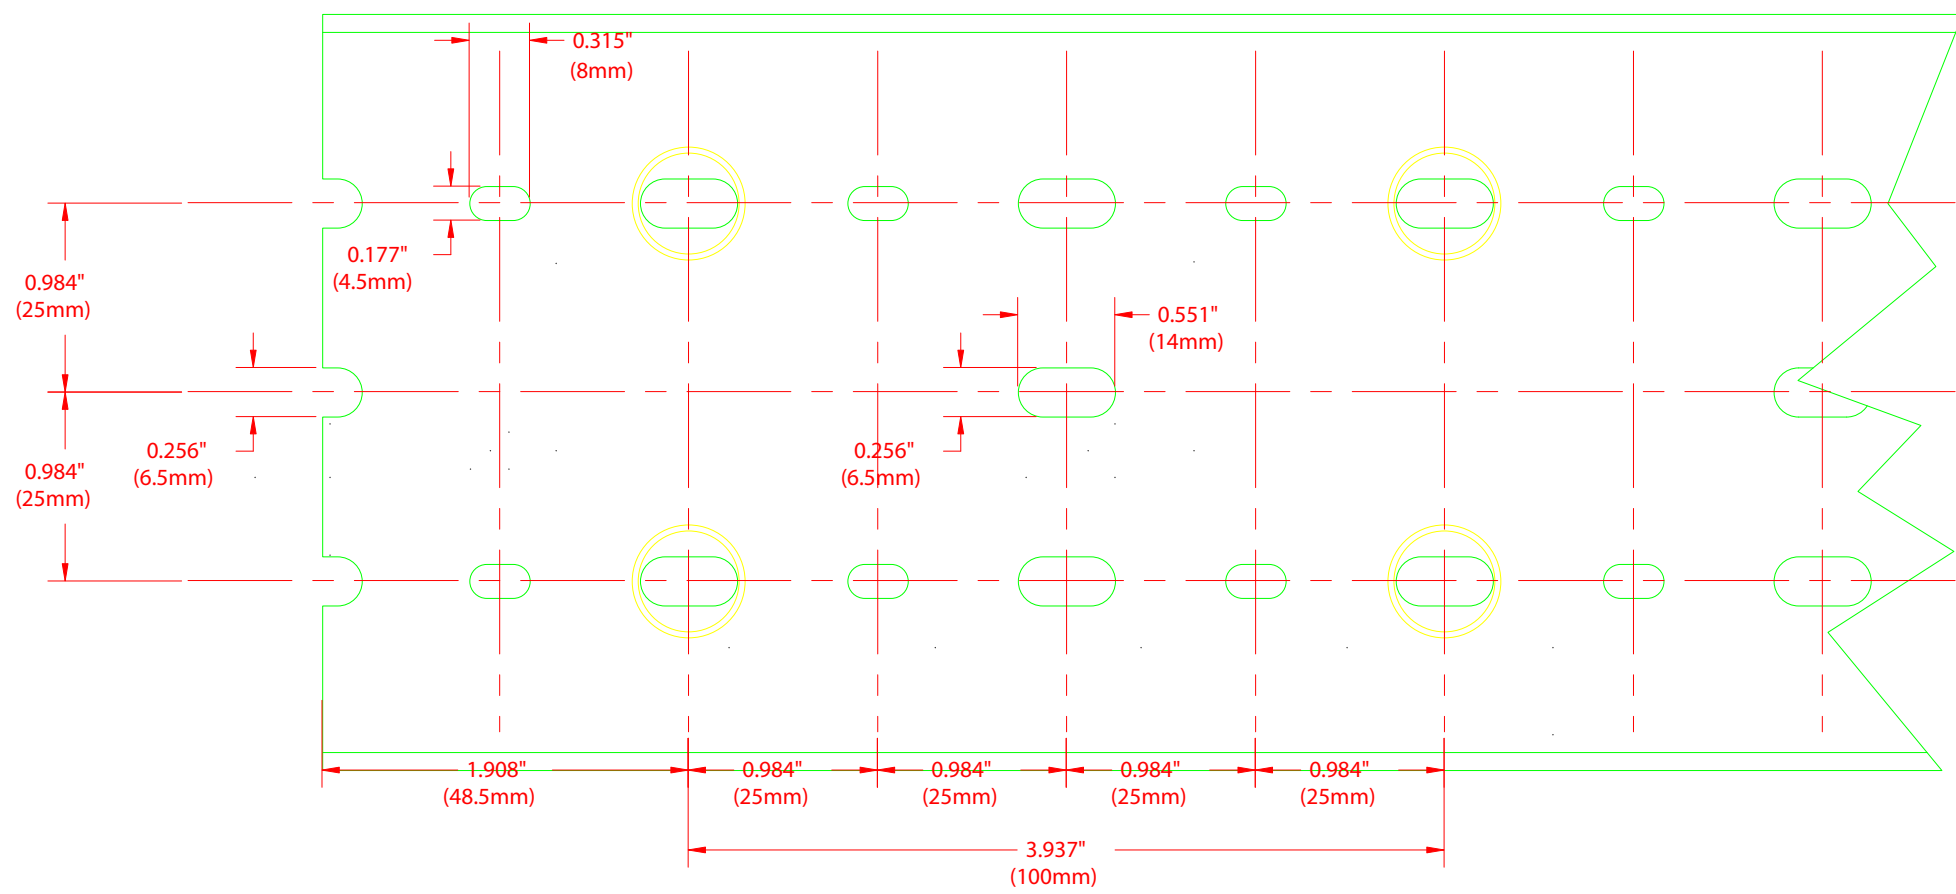 0.315"
(8mm)
0.177"
(4.5mm)
0.984"
(25mm)
0.551"
(14mm)
0.256"
(6.5mm)
0.256"
(6.5mm)
0.984"
(25mm)
1.908"
(48.5mm)
0.984"
(25mm)
0.984"
(25mm)
0.984"
(25mm)
0.984"
(25mm)
3.937"
(100mm)